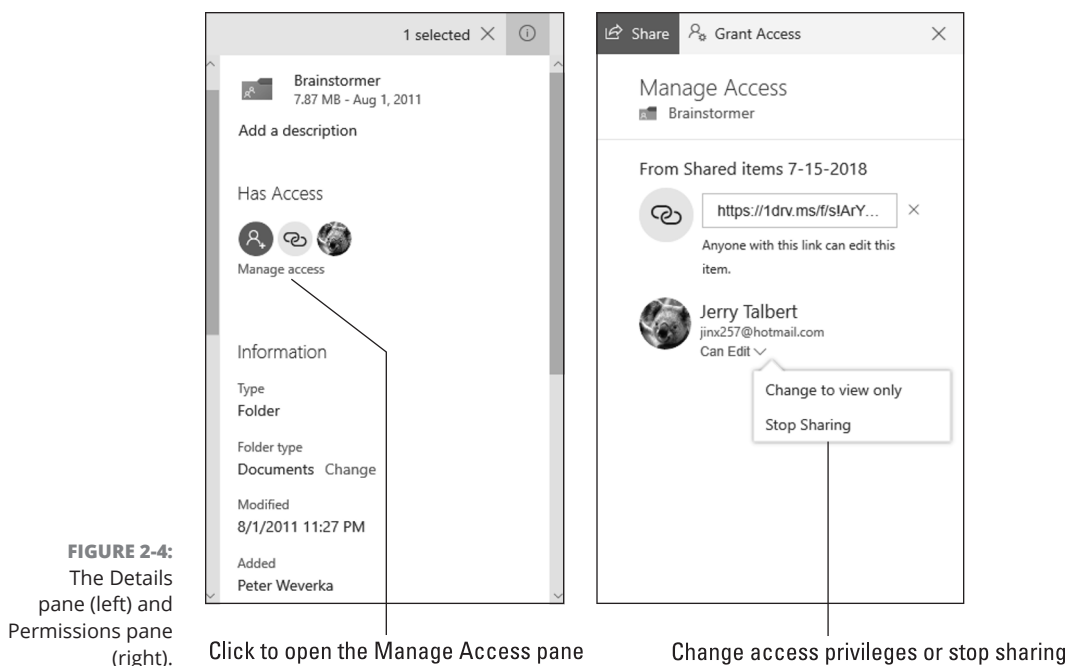 1 selected
Brainstormer
7.87 MB - Aug 1, 2011
Add a description
Has Access
Manage access
Information
Type
Folder
Folder type
Documents Change
Modified
8/1/2011 11:27 PM
Added
Peter Weverka
Share Grant Access
Manage Access
Brainstormer
From Shared items 7-15-2018
https://1drv.ms/f/s!ArY...
Anyone with this link can edit this
item.
Jerry Talbert
jinx257@hotmail.com
Can Edit
Change to view only
Stop Sharing
FIGURE 2-4:
The Details
pane (left) and
Permissions pane
(right).
Click to open the Manage Access pane
Change access privileges or stop sharing